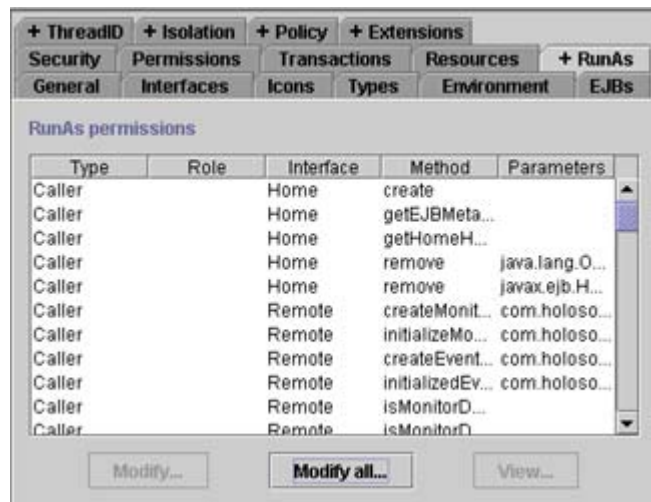 + ThreadID + Isolation + Policy + Extensions
Security Permissions Transactions Resources + RunAs
General Interfaces Icons Types Environment EJBs
RunAs permissions
Type Role Interface Method Parameters
Caller Home create
Caller Home getEJBMeta...
Caller Home getHomeH...
Caller Home remove java.lang.O...
Caller Home remove javax.ejb.H...
Caller Remote createMonit... com.holoso...
Caller Remote initializeMo... com.holoso...
Caller Remote createEvent... com.holoso...
Caller Remote initializedEv... com.holoso...
Caller Remote isMonitorD...
Caller Remote isMonitorD
Modify... Modify all... View...